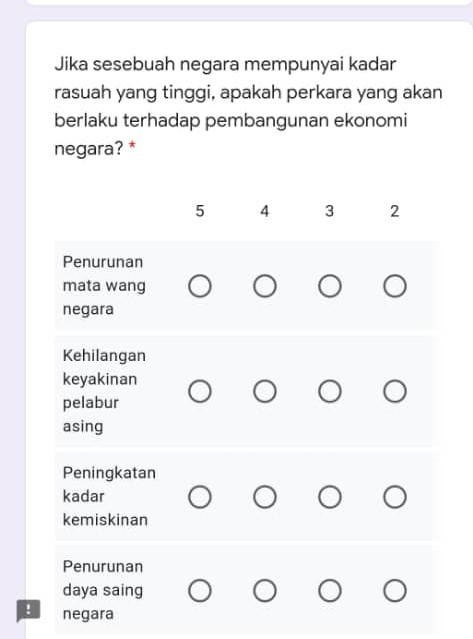 Jika sesebuah negara mempunyai kadar
rasuah yang tinggi, apakah perkara yang akan
berlaku terhadap pembangunan ekonomi
negara? *
5 4 3 2
Penurunan
mata wang
negara
Kehilangan
keyakinan
pelabur
asing
Peningkatan
kadar
kemiskinan
Penurunan
daya saing
negara
!